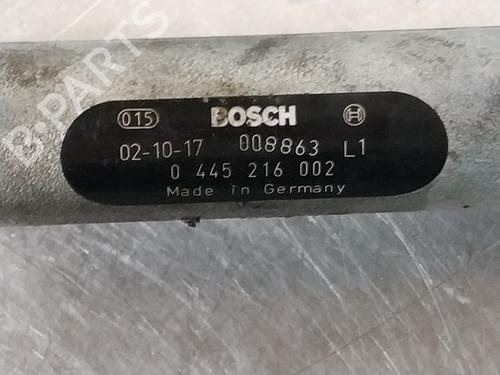 B-PARTS
015 BOSCH
02-10-17 008863 L1
0 445 216 002
Made in Germany